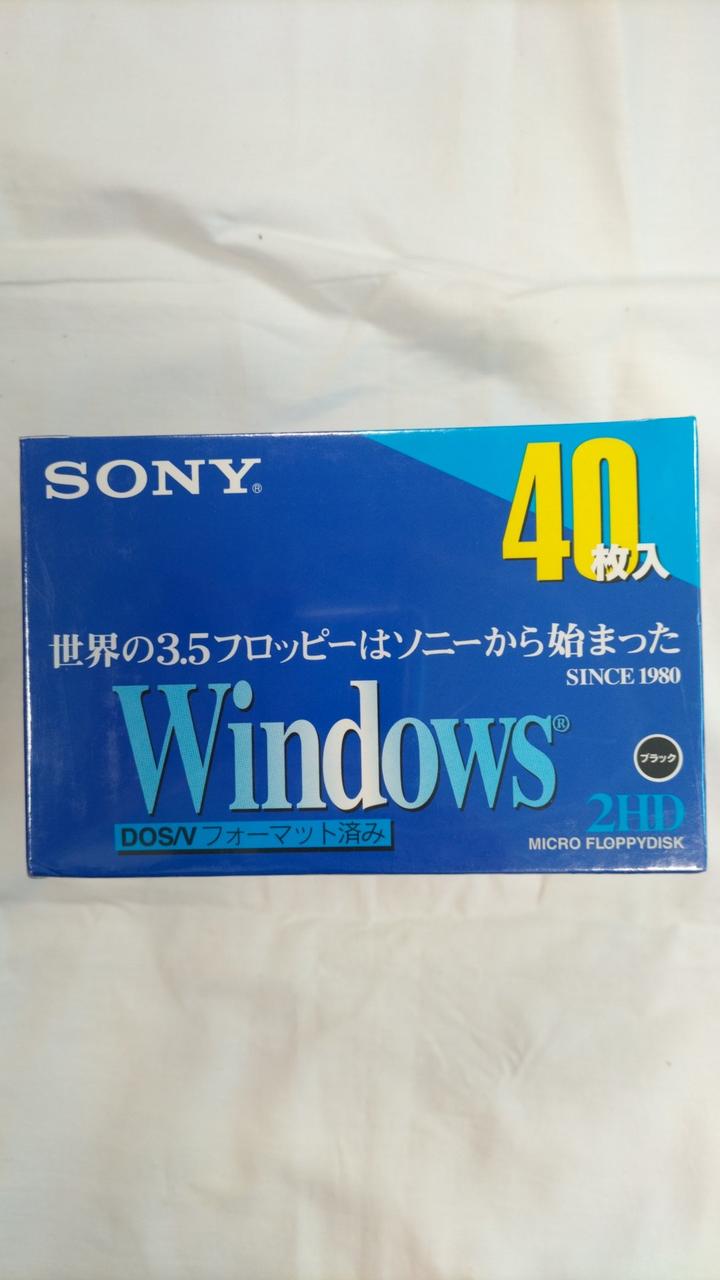 SONY®
40枚入
世界の3.5フロッピーはソニーから始まった
SINCE 1980
Windows®
ブラック
DOS/V フォーマット済み
2HD
MICRO FLOPPYDISK